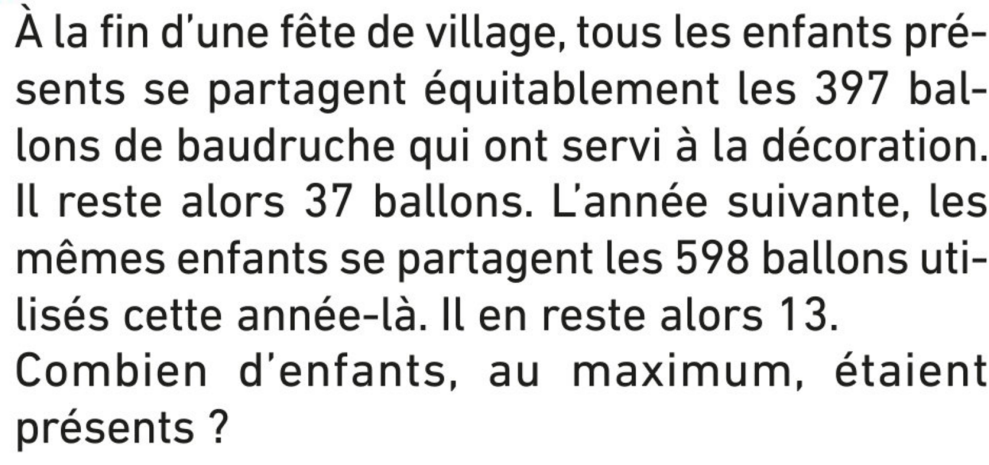 À la fin d’une fête de village, tous les enfants pré-
sents se partagent équitablement les 397 bal-
lons de baudruche qui ont servi à la décoration.
Il reste alors 37 ballons. L’année suivante, les
mêmes enfants se partagent les 598 ballons uti-
lisés cette année-là. Il en reste alors 13.
Combien d’enfants, au maximum, étaient
présents ?